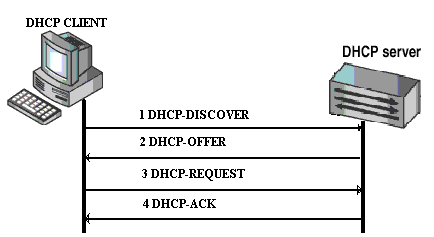 DHCP CLIENT
DHCP server
1 DHCP-DISCOVER
2 DHCP-OFFER
3 DHCP-REQUEST
4 DHCP-ACK